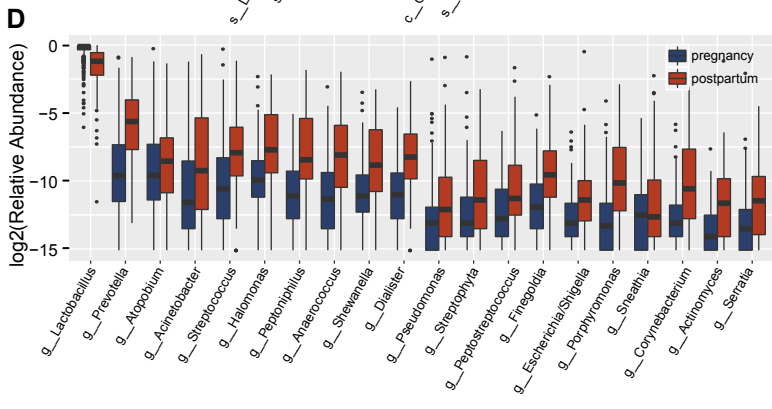 D
log2(Relative Abundance)
0
−5
−10
−15
pregnancy
postpartum
g__Lactobacillus
g__Prevotella
g__Atopobium
g__Acinetobacter
g__Streptococcus
g__Halomonas
g__Peptoniphilus
g__Anaerococcus
g__Shewanella
g__Dialister
g__Pseudomonas
g__Streptophyta
g__Peptostreptococcus
g__Finegoldia
g__Escherichia/Shigella
g__Porphyromonas
g__Sneathia
g__Corynebacterium
g__Actinomyces
g__Serratia